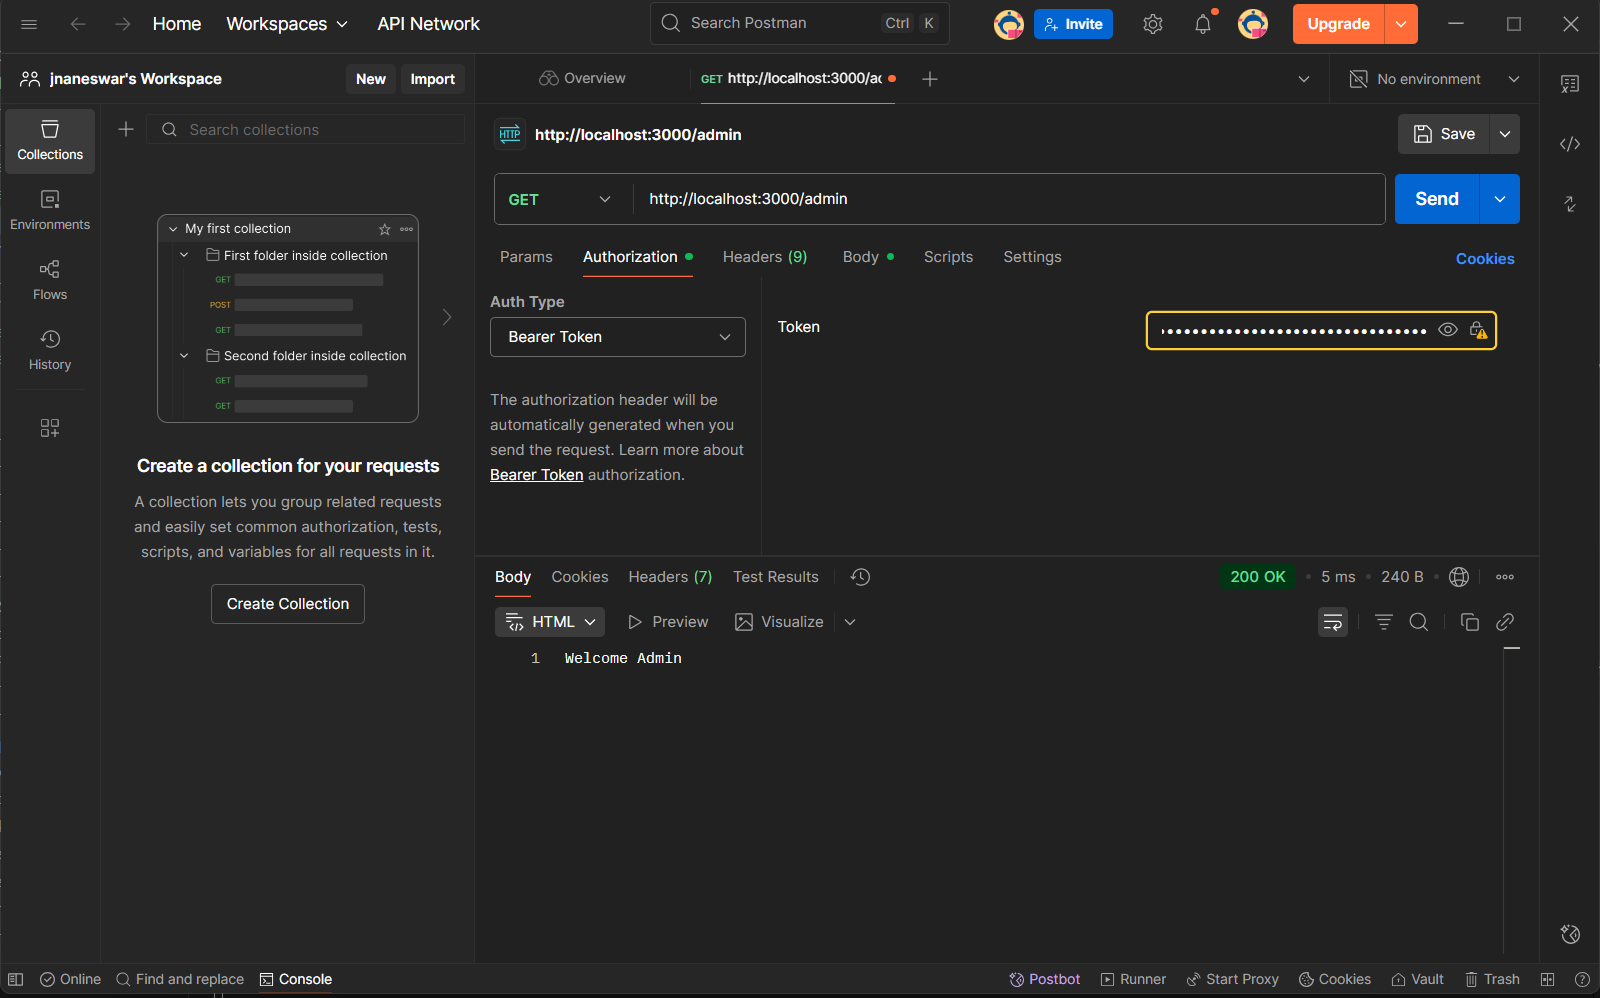 Home
Workspaces
API Network
Search Postman
Ctrl K
Invite
Upgrade
jnaneswar's Workspace
New
Import
Overview
GET http://localhost:3000/ac
No environment
Collections
Environments
Flows
History
Search collections
My first collection
First folder inside collection
GET
POST
GET
Second folder inside collection
GET
GET
Create a collection for your requests
A collection lets you group related requests
and easily set common authorization, tests,
scripts, and variables for all requests in it.
Create Collection
HTTP http://localhost:3000/admin
Save
GET http://localhost:3000/admin
Send
Params
Authorization
Headers (9)
Body
Scripts
Settings
Cookies
Auth Type
Bearer Token
The authorization header will be
automatically generated when you
send the request. Learn more about
Bearer Token authorization.
Token
Body
Cookies
Headers (7)
Test Results
200 OK
5 ms
240 B
HTML
Preview
Visualize
1 Welcome Admin
Online
Find and replace
Console
Postbot
Runner
Start Proxy
Cookies
Vault
Trash